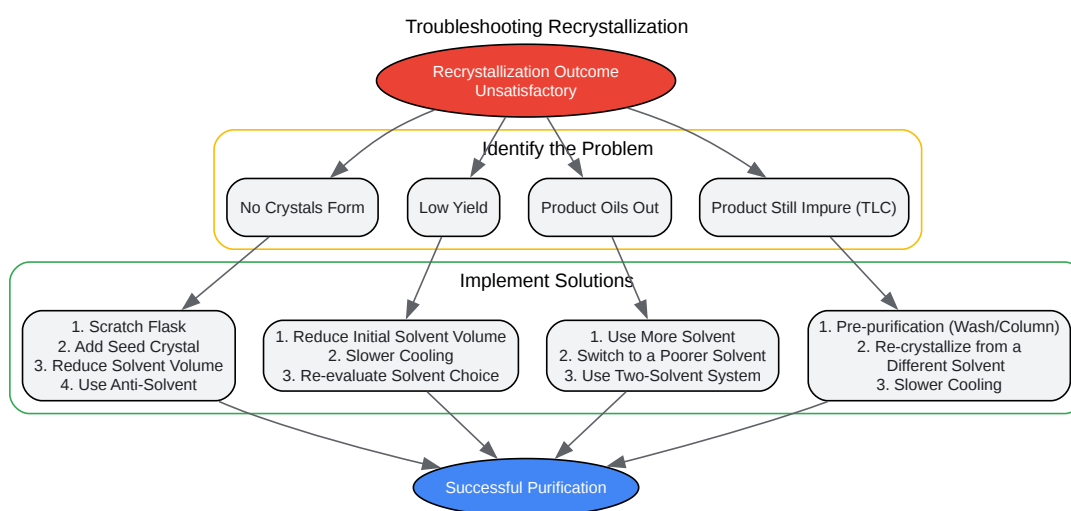 Troubleshooting Recrystallization
Recrystallization Outcome
Unsatisfactory
Identify the Problem
No Crystals Form
Low Yield
Product Oils Out
Product Still Impure (TLC)
Implement Solutions
1. Scratch Flask
2. Add Seed Crystal
3. Reduce Solvent Volume
4. Use Anti-Solvent
1. Reduce Initial Solvent Volume
2. Slower Cooling
3. Re-evaluate Solvent Choice
1. Use More Solvent
2. Switch to a Poorer Solvent
3. Use Two-Solvent System
1. Pre-purification (Wash/Column)
2. Re-crystallize from a
Different Solvent
3. Slower Cooling
Successful Purification